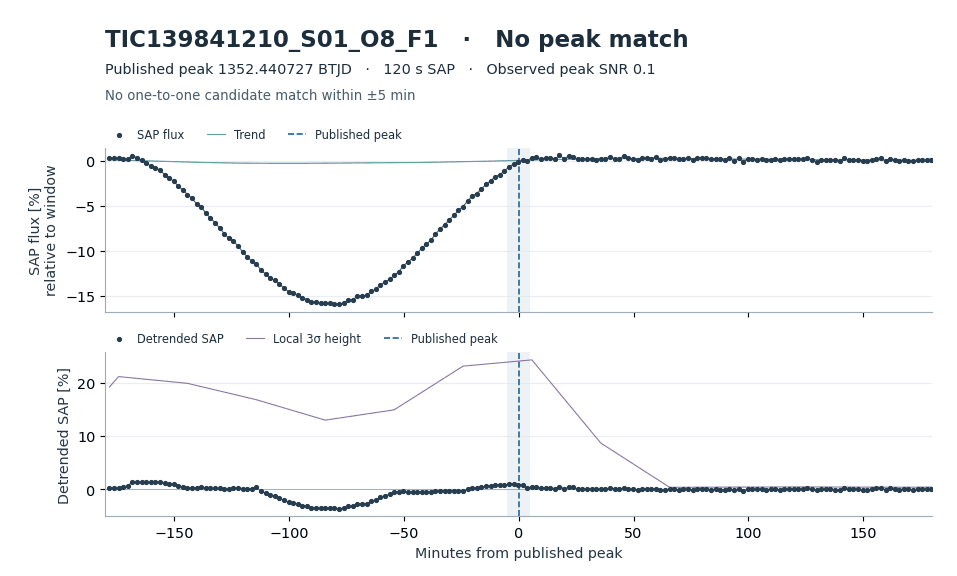 TIC139841210_S01_O8_F1 · No peak match
Published peak 1352.440727 BTJD · 120 s SAP · Observed peak SNR 0.1
No one-to-one candidate match within ±5 min
SAP flux Trend Published peak
SAP flux [%]
relative to window
0
−5
−10
−15
Detrended SAP Local 3σ height Published peak
Detrended SAP [%]
20
10
0
−150 −100 −50 0 50 100 150
Minutes from published peak